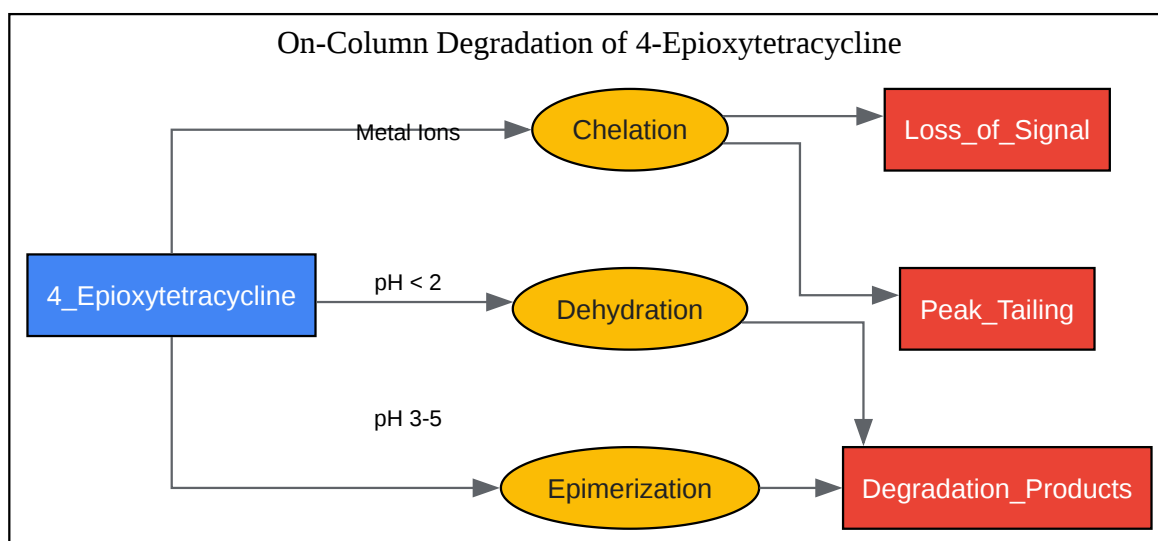 On-Column Degradation of 4-Epioxytetracycline
Metal Ions
Chelation
Loss_of_Signal
4_Epioxytetracycline
pH < 2
Dehydration
Peak_Tailing
pH 3-5
Epimerization
Degradation_Products